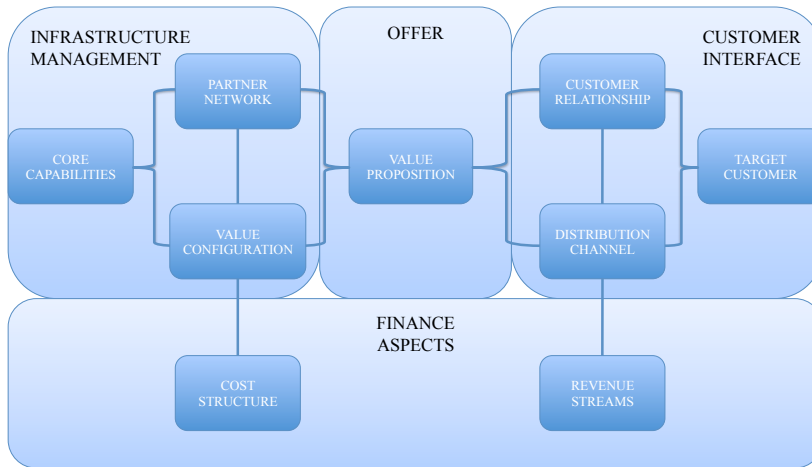 INFRASTRUCTURE
MANAGEMENT
OFFER
CUSTOMER
INTERFACE
PARTNER
NETWORK
CUSTOMER
RELATIONSHIP
CORE
CAPABILITIES
VALUE
PROPOSITION
TARGET
CUSTOMER
VALUE
CONFIGURATION
DISTRIBUTION
CHANNEL
FINANCE
ASPECTS
COST
STRUCTURE
REVENUE
STREAMS